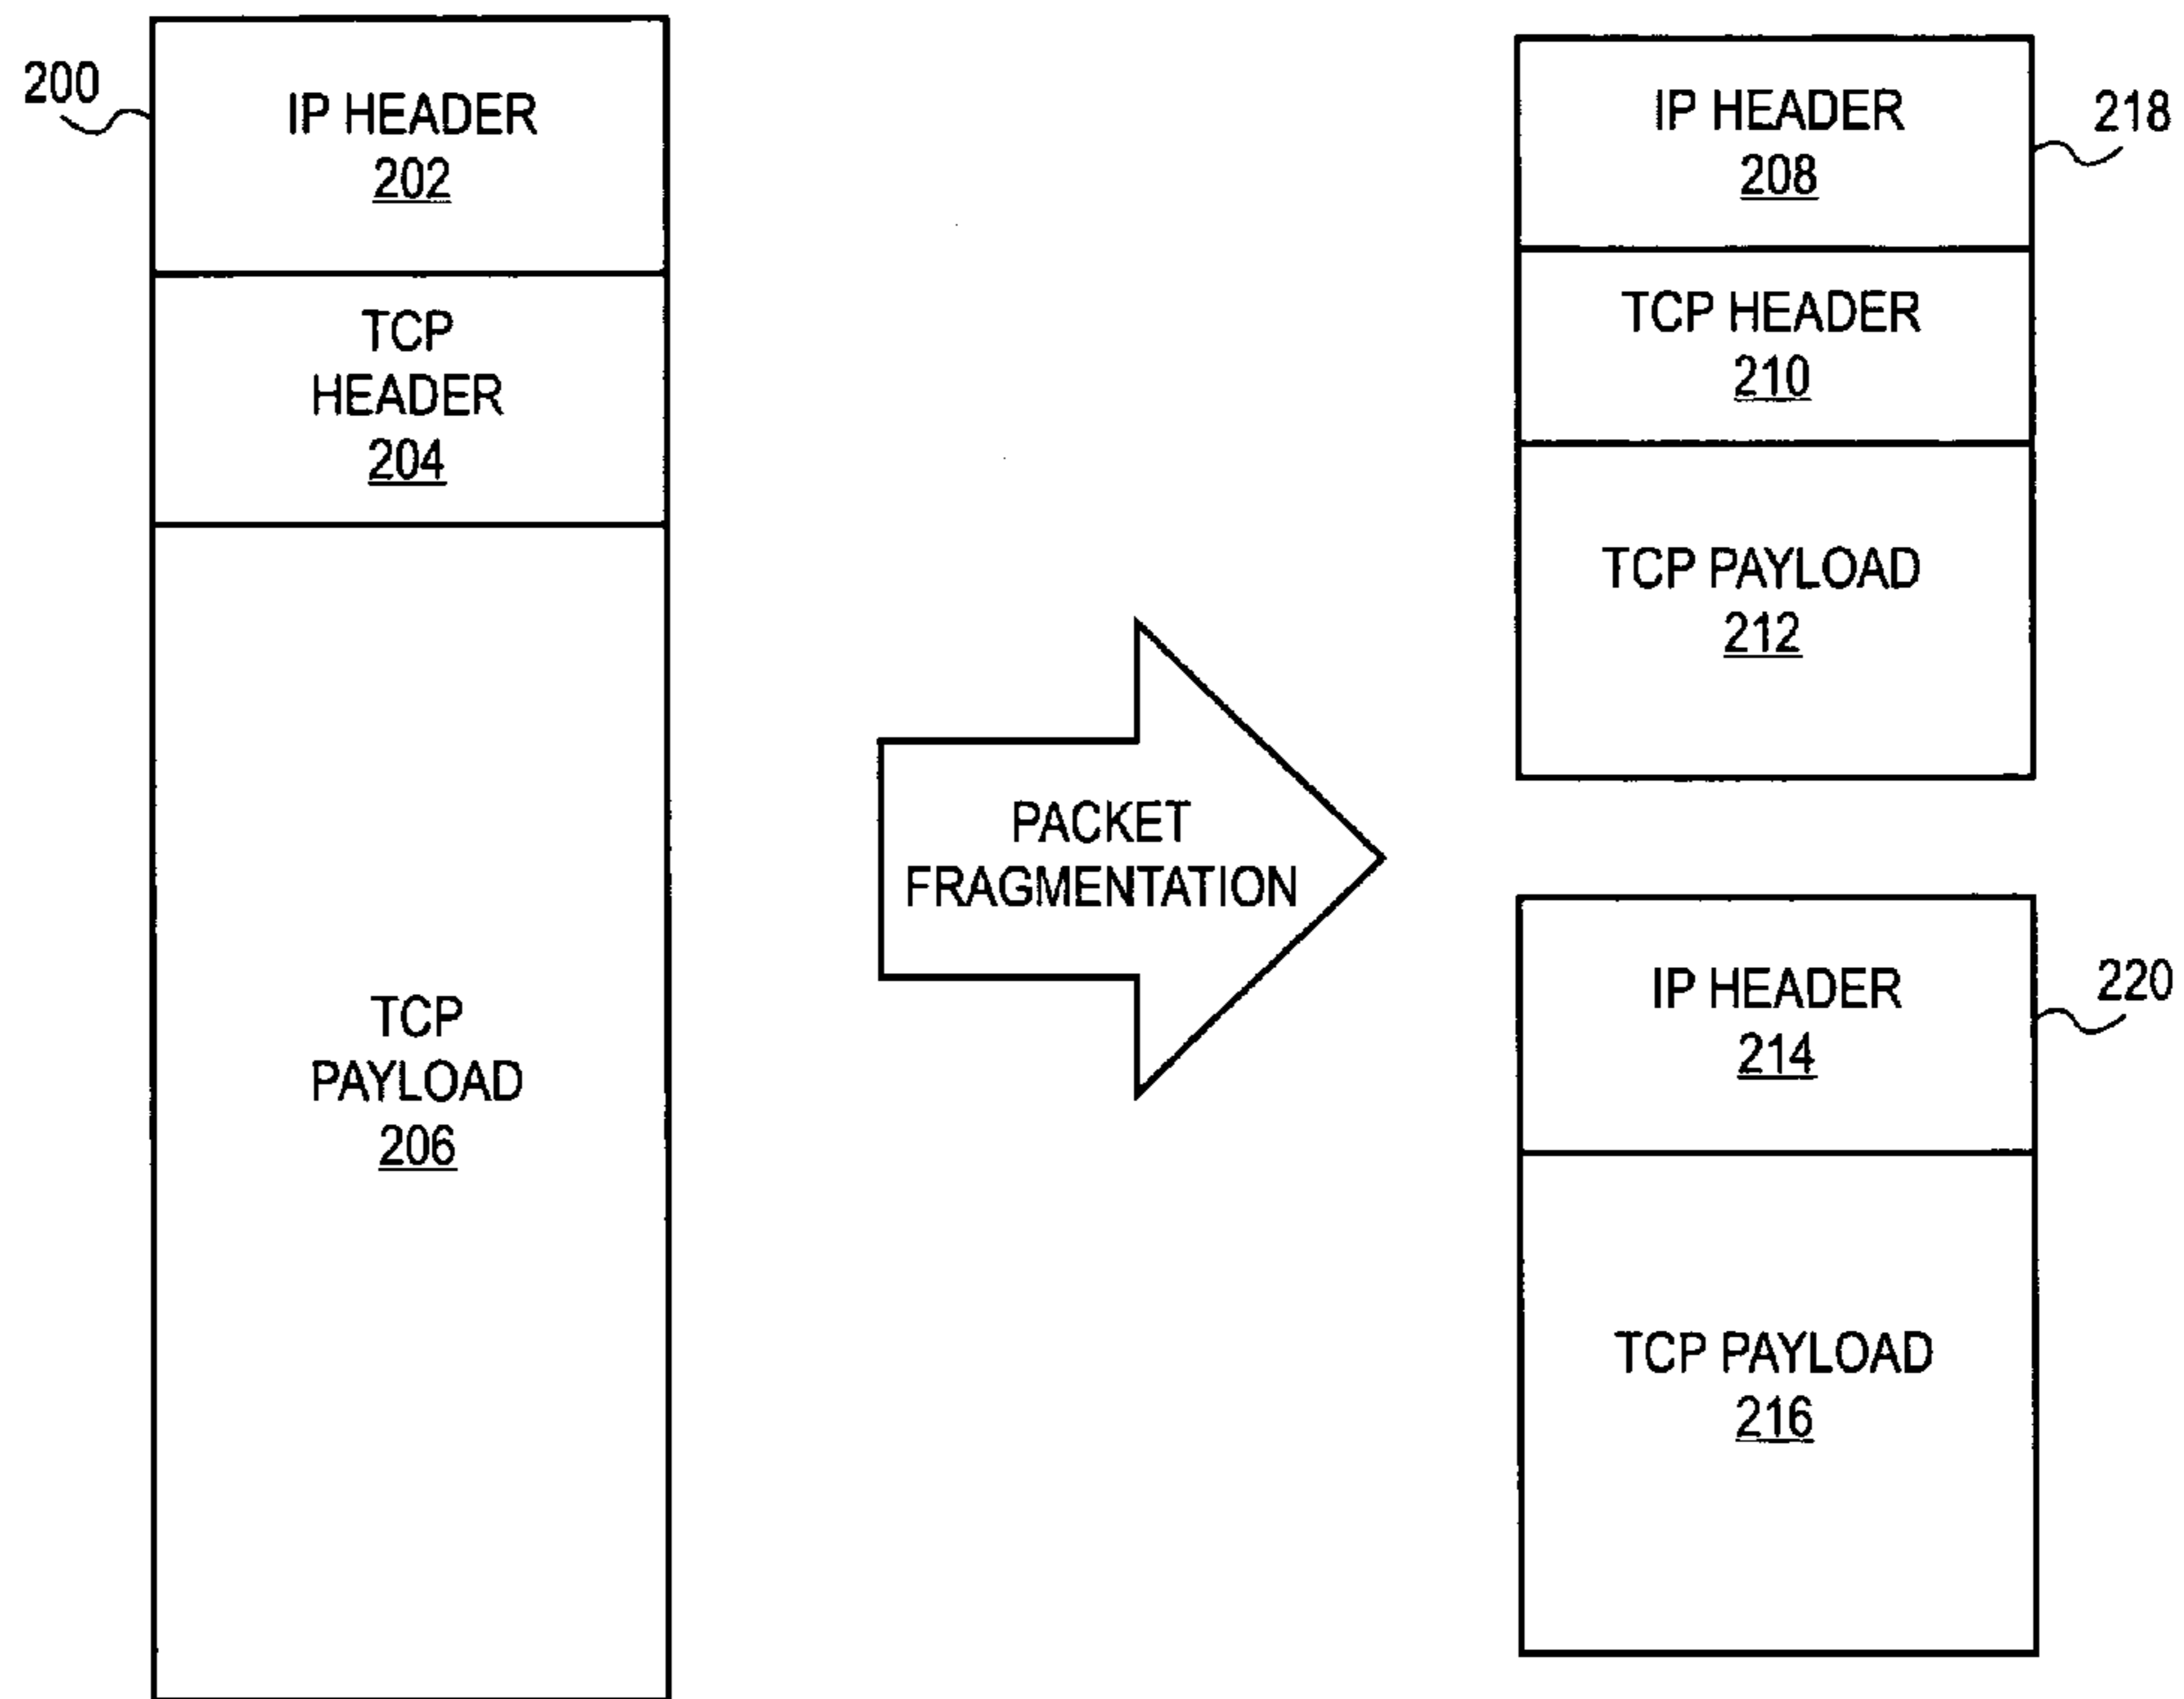 200
IP HEADER
202
TCP
HEADER
204
TCP
PAYLOAD
206
PACKET
FRAGMENTATION
IP HEADER
208
218
TCP HEADER
210
TCP PAYLOAD
212
IP HEADER
214
220
TCP PAYLOAD
216